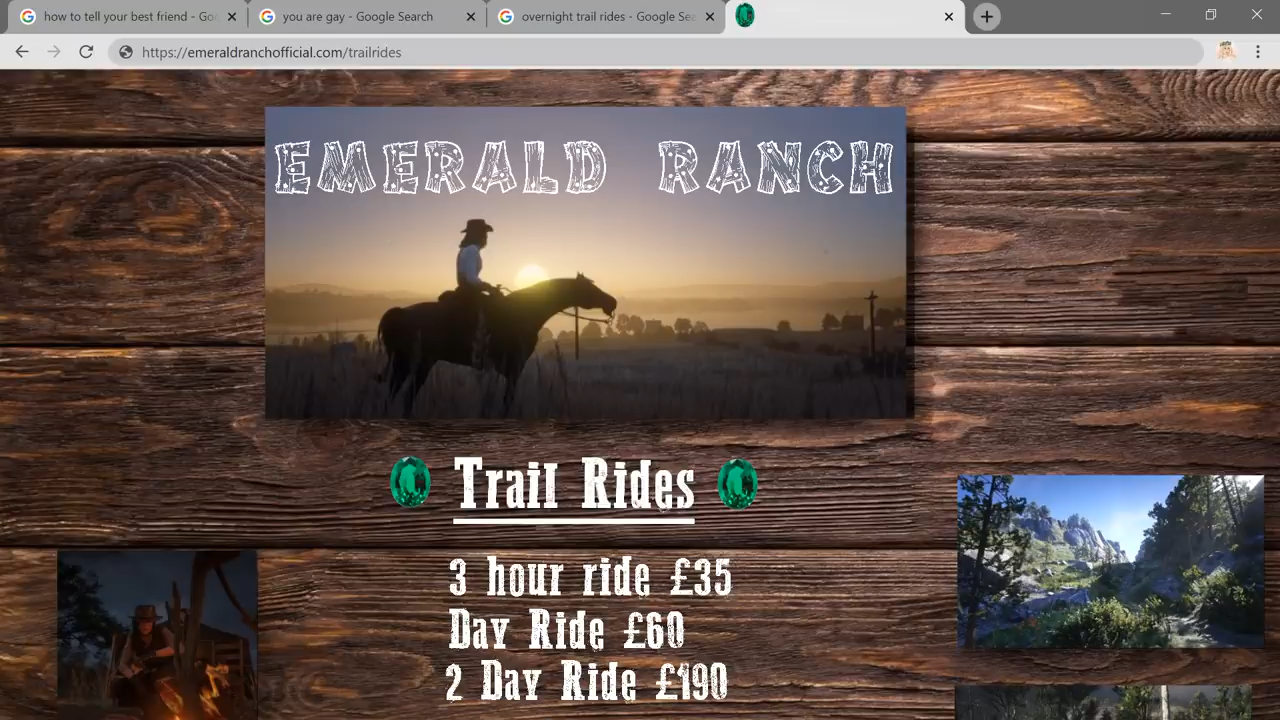 how to tell your best friend - Go
you are gay - Google Search
overnight trail rides - Google Sea
https://emeraldranchofficial.com/trailrides
EMERALD RANCH
Trail Rides
3 hour ride £35
Day Ride £60
2 Day Ride £190